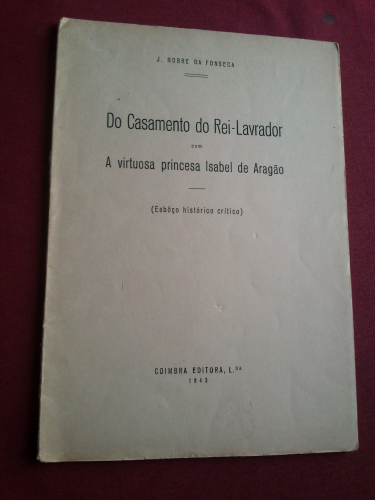 J. NOBRE DA FONSECA
Do Casamento do Rei-Lavrador
com
A virtuosa princesa Isabel de Aragão
(Esbôço histórico crítico)
COIMBRA EDITORA, L.DA
1943